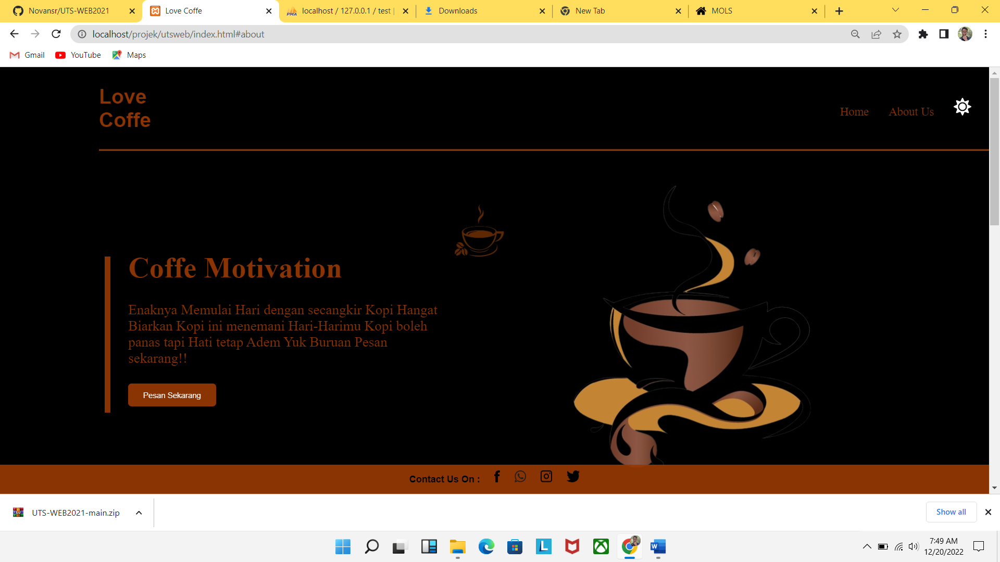 Novansr/UTS-WEB2021
Love Coffe
localhost / 127.0.0.1 / test |
Downloads
New Tab
MOLS
localhost/projek/utsweb/index.html#about
Gmail
YouTube
Maps
Love
Coffe
Home
About Us
Coffe Motivation
Enaknya Memulai Hari dengan secangkir Kopi Hangat
Biarkan Kopi ini menemani Hari-Harimu Kopi boleh
panas tapi Hati tetap Adem Yuk Buruan Pesan
sekarang!!
Pesan Sekarang
Contact Us On :
UTS-WEB2021-main.zip
Show all
7:49 AM
12/20/2022